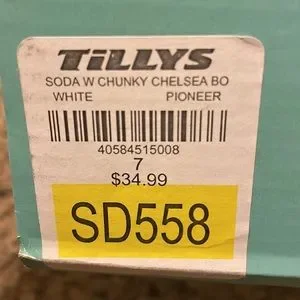 TILLYS
SODA W CHUNKY CHELSEA BO
WHITE PIONEER
40584515008
7
$34.99
SD558